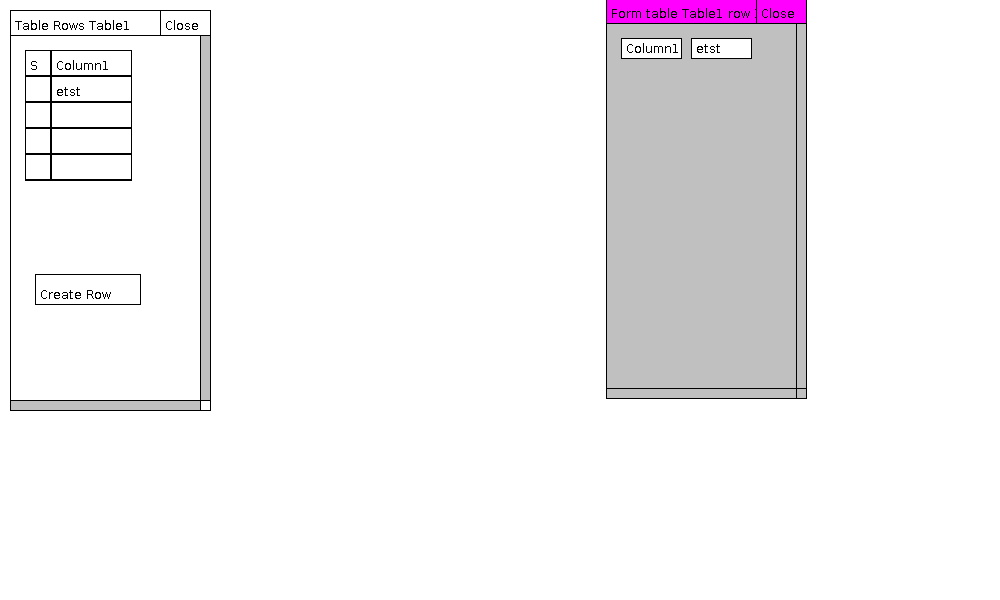 Table Rows Table1 Close
S Column1
etst
Create Row
Form table Table1 row Close
Column1 etst